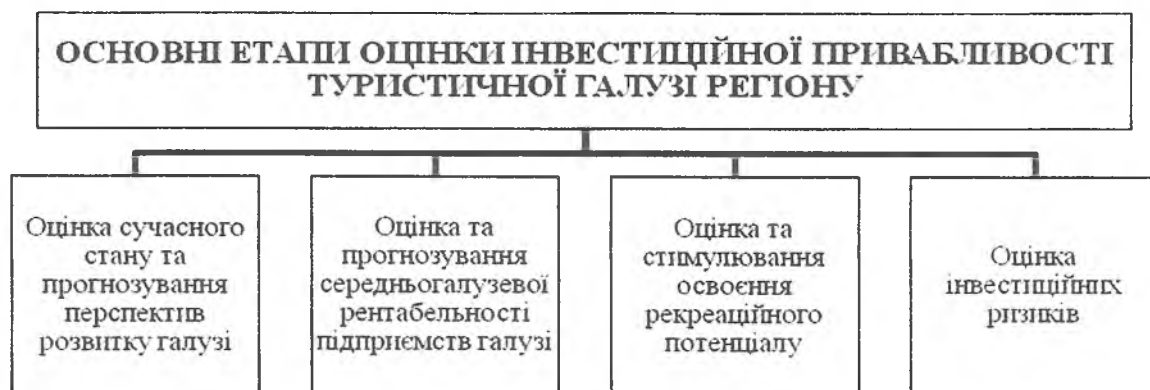 ОСНОВНІ ЕТАПИ ОЦІНКИ ІНВЕСТИЦІЙНОЇ ПРИВАБЛИВОСТІ
ТУРИСТИЧНОЇ ГАЛУЗІ РЕГІОНУ
Оцінка сучасного
стану та
прогнозування
перспектив
розвитку галузі
Оцінка та
прогнозування
середньогалузевої
рентабельності
підприємств галузі
Оцінка та
стимулювання
освоєння
рекреаційного
потенціалу
Оцінка
інвестиційних
ризиків